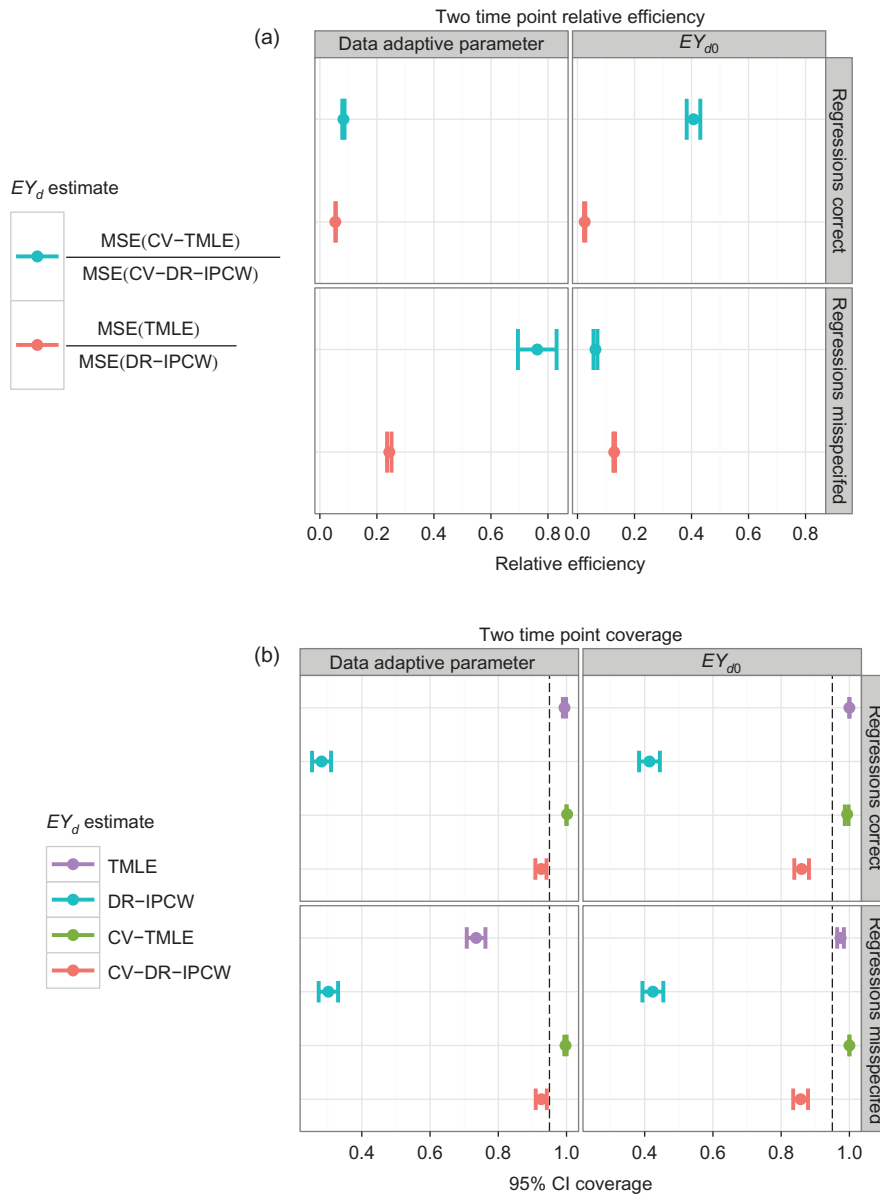 (a)
Two time point relative efficiency
Data adaptive parameter
EY_d0
Regressions correct
Regressions misspecifed
EY_d estimate
MSE(CV−TMLE)
MSE(CV−DR−IPCW)
MSE(TMLE)
MSE(DR−IPCW)
0.0 0.2 0.4 0.6 0.8
0.0 0.2 0.4 0.6 0.8
Relative efficiency
(b)
Two time point coverage
Data adaptive parameter
EY_d0
Regressions correct
Regressions misspecifed
EY_d estimate
TMLE
DR−IPCW
CV−TMLE
CV−DR−IPCW
0.4 0.6 0.8 1.0
0.4 0.6 0.8 1.0
95% CI coverage